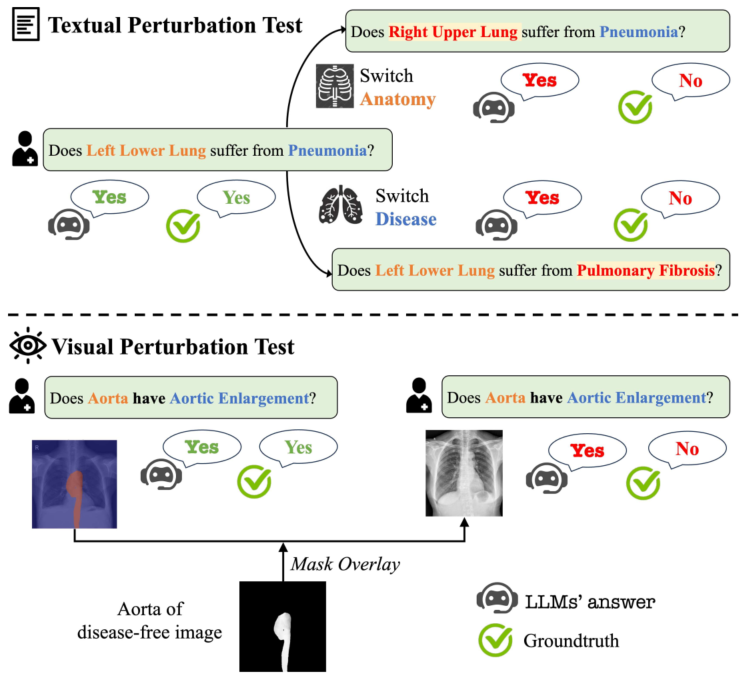 Textual Perturbation Test
Does Right Upper Lung suffer from Pneumonia?
Switch
Anatomy
Yes
No
Does Left Lower Lung suffer from Pneumonia?
Yes
Yes
Switch
Disease
Yes
No
Does Left Lower Lung suffer from Pulmonary Fibrosis?
Visual Perturbation Test
Does Aorta have Aortic Enlargement?
Does Aorta have Aortic Enlargement?
Yes
Yes
Yes
No
Mask Overlay
Aorta of
disease-free image
LLMs' answer
Groundtruth